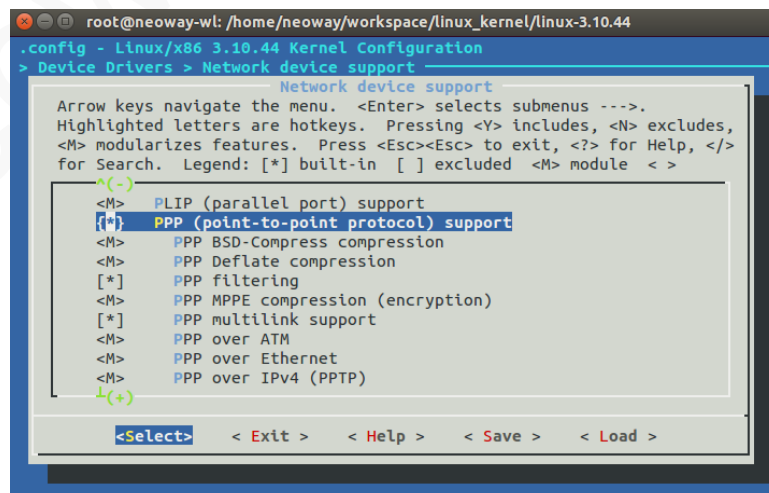 root@neoway-wl: /home/neoway/workspace/linux_kernel/linux-3.10.44
.config - Linux/x86 3.10.44 Kernel Configuration
> Device Drivers > Network device support
Network device support
Arrow keys navigate the menu.  <Enter> selects submenus --->.
Highlighted letters are hotkeys.  Pressing <Y> includes, <N> excludes,
<M> modularizes features.  Press <Esc><Esc> to exit, <?> for Help, </>
for Search.  Legend: [*] built-in  [ ] excluded  <M> module  < >
^(-)
<M>   PLIP (parallel port) support
{*}   PPP (point-to-point protocol) support
<M>     PPP BSD-Compress compression
<M>     PPP Deflate compression
[*]     PPP filtering
<M>     PPP MPPE compression (encryption)
[*]     PPP multilink support
<M>     PPP over ATM
<M>     PPP over Ethernet
<M>     PPP over IPv4 (PPTP)
┴(+)
<Select>    < Exit >    < Help >    < Save >    < Load >